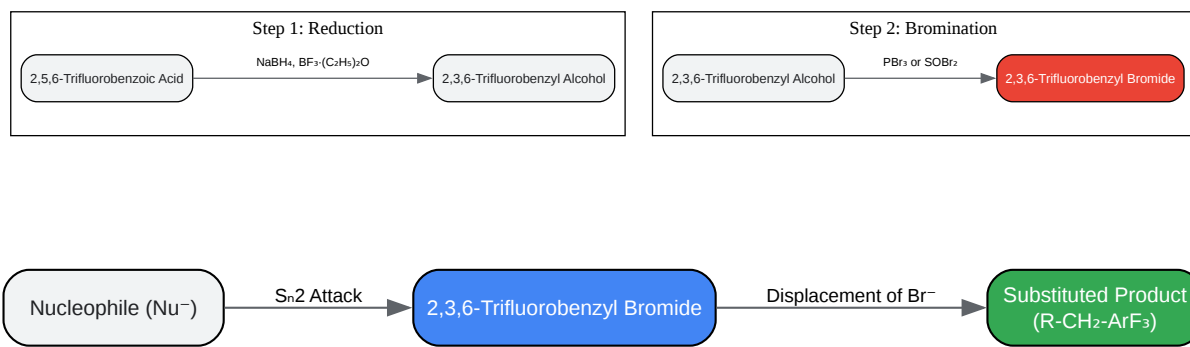 Step 1: Reduction
2,5,6-Trifluorobenzoic Acid
NaBH₄, BF₃·(C₂H₅)₂O
2,3,6-Trifluorobenzyl Alcohol
Step 2: Bromination
2,3,6-Trifluorobenzyl Alcohol
PBr₃ or SOBr₂
2,3,6-Trifluorobenzyl Bromide
Nucleophile (Nu⁻)
Sₙ2 Attack
2,3,6-Trifluorobenzyl Bromide
Displacement of Br⁻
Substituted Product
(R-CH₂-ArF₃)